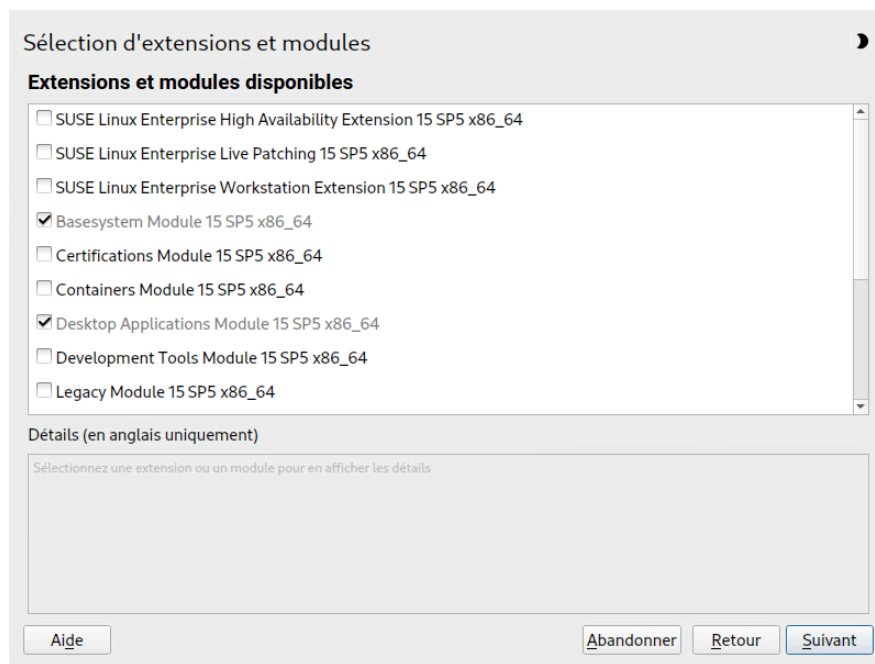 Sélection d'extensions et modules
Extensions et modules disponibles
SUSE Linux Enterprise High Availability Extension 15 SP5 x86_64
SUSE Linux Enterprise Live Patching 15 SP5 x86_64
SUSE Linux Enterprise Workstation Extension 15 SP5 x86_64
Basesystem Module 15 SP5 x86_64
Certifications Module 15 SP5 x86_64
Containers Module 15 SP5 x86_64
Desktop Applications Module 15 SP5 x86_64
Development Tools Module 15 SP5 x86_64
Legacy Module 15 SP5 x86_64
Détails (en anglais uniquement)
Sélectionnez une extension ou un module pour en afficher les détails
Aide Abandonner Retour Suivant